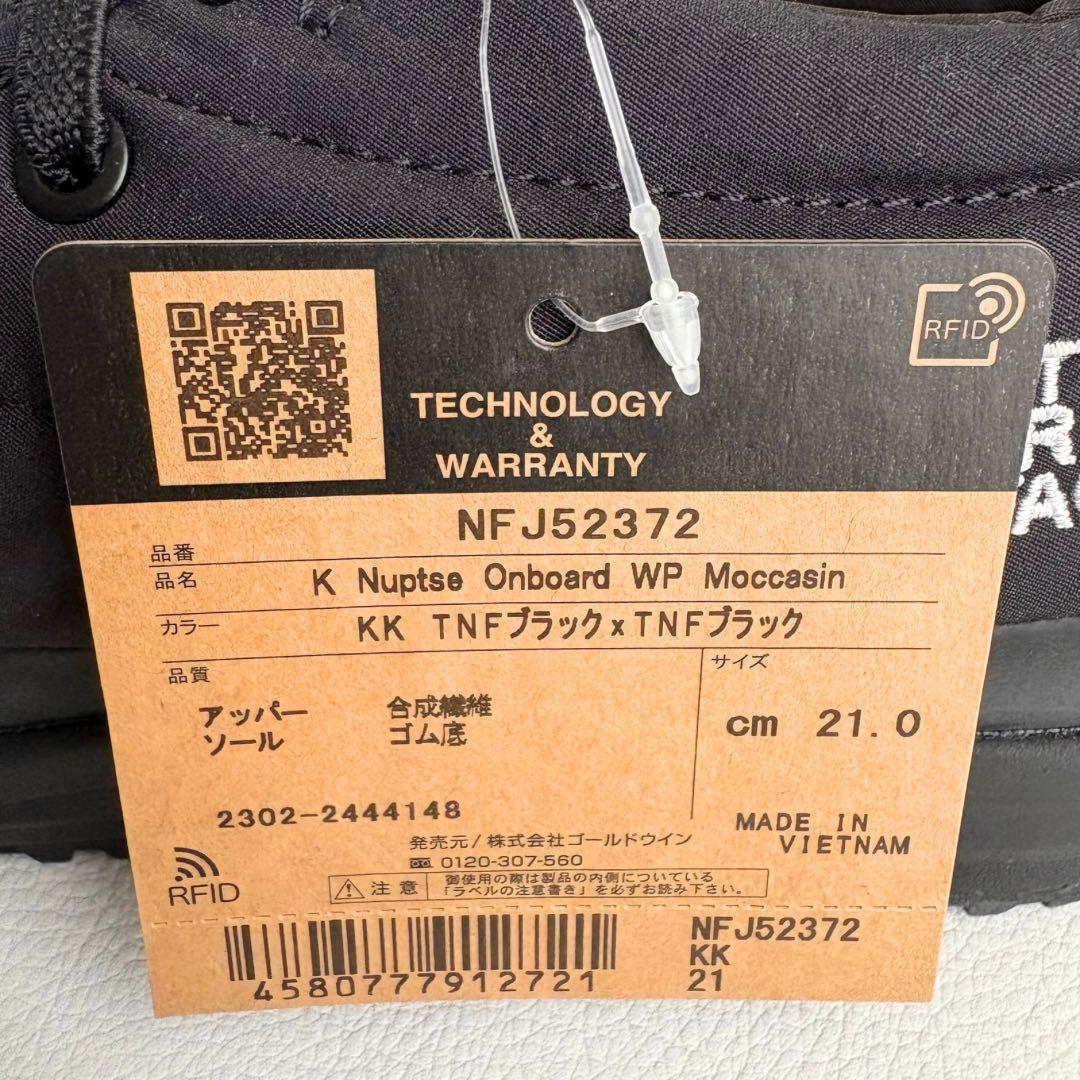 RFID
T
R
FA
TECHNOLOGY
&
WARRANTY
品番 NFJ52372
品名 K Nuptse Onboard WP Moccasin
カラー KK TNFブラックxTNFブラック
品質
サイズ
アッパー 合成繊維
ソール ゴム底
cm 21.0
2302-2444148
MADE IN
VIETNAM
発売元/株式会社ゴールドウイン
0120-307-560
RFID
注意
御使用の際は製品の内側についている
「ラベルの注意書き」を必ずお読み下さい。
4580777912721
NFJ52372
KK
21